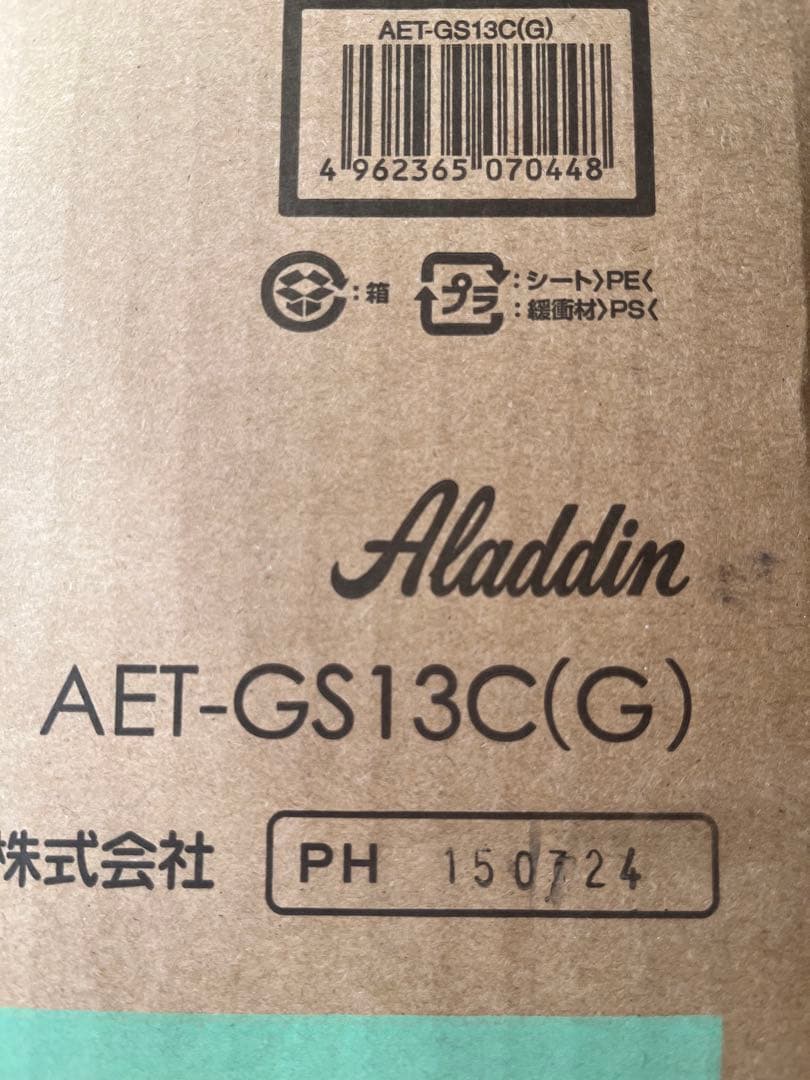 AET-GS13C(G)
4 962365 070448
：箱
プラ
：シート〉PE〈
：緩衝材〉PS〈
Aladdin
AET-GS13C(G)
株式会社
PH 150724